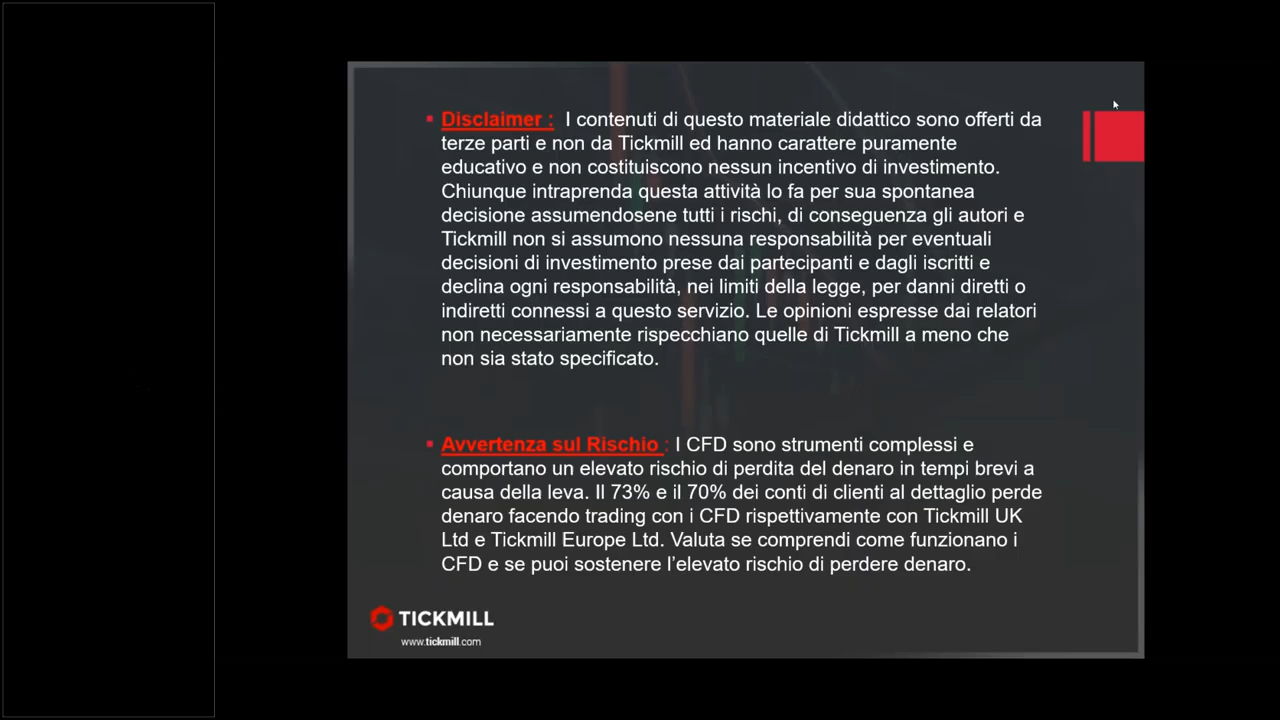 Disclaimer : I contenuti di questo materiale didattico sono offerti da
terze parti e non da Tickmill ed hanno carattere puramente
educativo e non costituiscono nessun incentivo di investimento.
Chiunque intraprenda questa attività lo fa per sua spontanea
decisione assumendosene tutti i rischi, di conseguenza gli autori e
Tickmill non si assumono nessuna responsabilità per eventuali
decisioni di investimento prese dai partecipanti e dagli iscritti e
declina ogni responsabilità, nei limiti della legge, per danni diretti o
indiretti connessi a questo servizio. Le opinioni espresse dai relatori
non necessariamente rispecchiano quelle di Tickmill a meno che
non sia stato specificato.
Avvertenza sul Rischio : I CFD sono strumenti complessi e
comportano un elevato rischio di perdita del denaro in tempi brevi a
causa della leva. Il 73% e il 70% dei conti di clienti al dettaglio perde
denaro facendo trading con i CFD rispettivamente con Tickmill UK
Ltd e Tickmill Europe Ltd. Valuta se comprendi come funzionano i
CFD e se puoi sostenere l’elevato rischio di perdere denaro.
TICKMILL
www.tickmill.com